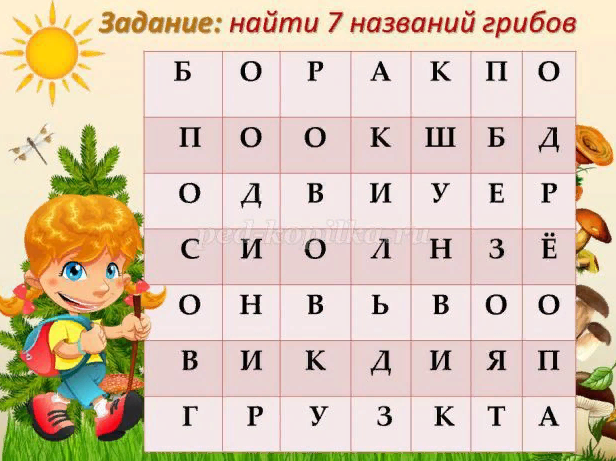 Задание: найти 7 названий грибов
Б О Р А К П О
П О О К Ш Б Д
О Д В И У Е Р
С И О Л Н З Ё
О Н В Ь В О О
В И К Д И Я П
Г Р У З К Т А
ped-kopilka.ru